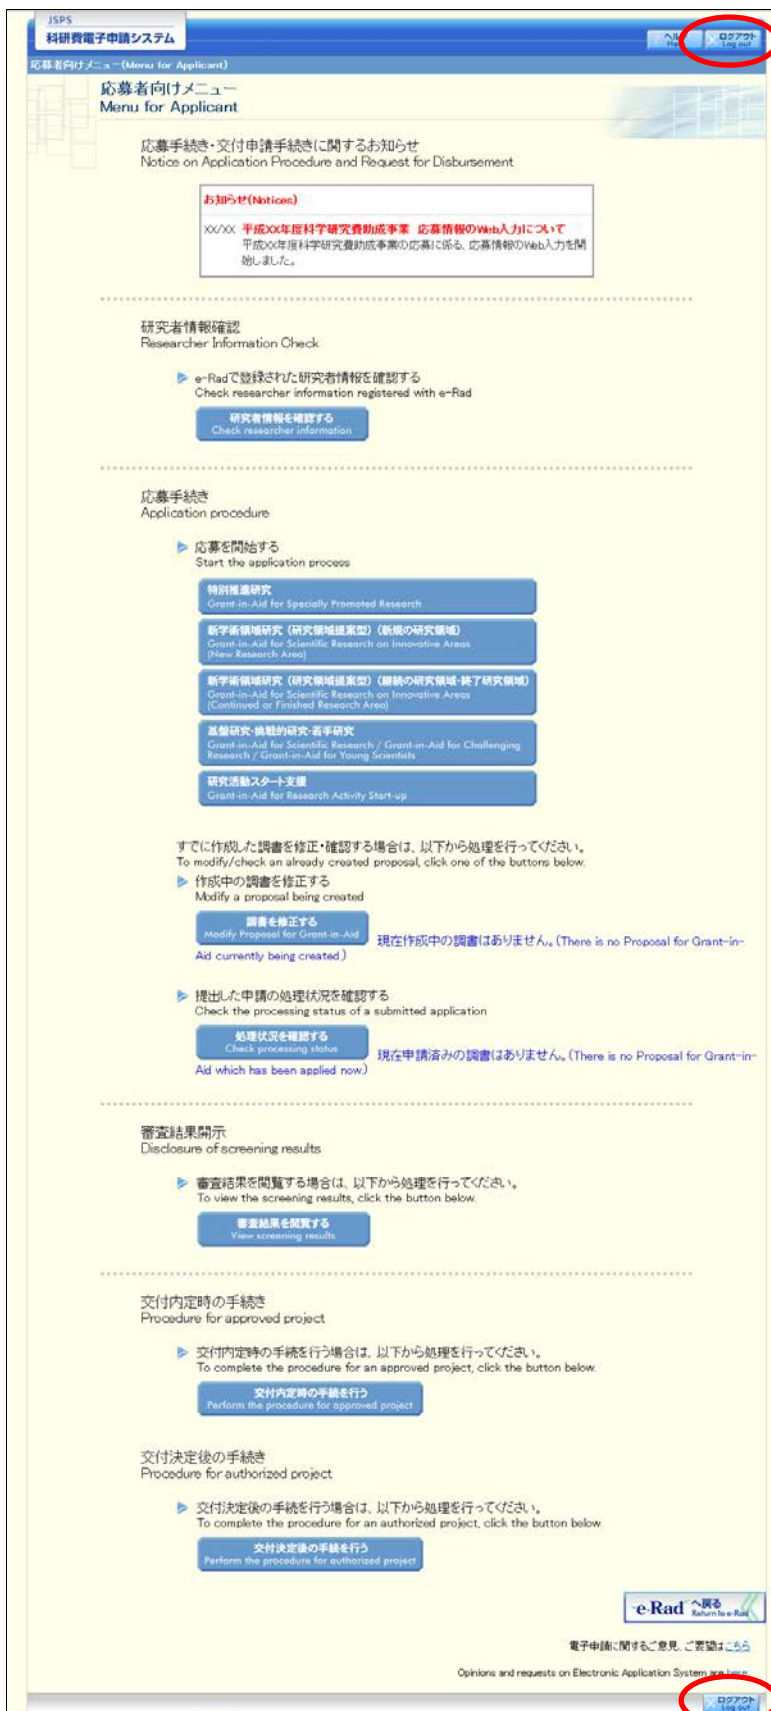 JSPS
科研費電子申請システム
ヘルプ
Help
ログアウト
Log out
応募者向けメニュー(Menu for Applicant)
応募者向けメニュー
Menu for Applicant
応募手続き・交付申請手続きに関するお知らせ
Notice on Application Procedure and Request for Disbursement
お知らせ(Notices)
XX/XX 平成XX年度科学研究費助成事業 応募情報のWeb入力について
平成XX年度科学研究費助成事業の応募に係る、応募情報のWeb入力を開
始しました。
研究者情報確認
Researcher Information Check
e-Radで登録された研究者情報を確認する
Check researcher information registered with e-Rad
研究者情報を確認する
Check researcher information
応募手続き
Application procedure
応募を開始する
Start the application process
特別推進研究
Grant-in-Aid for Specially Promoted Research
新学術領域研究（研究領域提案型）（新規の研究領域）
Grant-in-Aid for Scientific Research on Innovative Areas
(New Research Area)
新学術領域研究（研究領域提案型）（継続の研究領域・終了研究領域）
Grant-in-Aid for Scientific Research on Innovative Areas
(Continued or Finished Research Area)
基盤研究・挑戦的研究・若手研究
Grant-in-Aid for Scientific Research / Grant-in-Aid for Challenging
Research / Grant-in-Aid for Young Scientists
研究活動スタート支援
Grant-in-Aid for Research Activity Start-up
すでに作成した調書を修正・確認する場合は、以下から処理を行ってください。
To modify/check an already created proposal, click one of the buttons below.
作成中の調書を修正する
Modify a proposal being created
調書を修正する
Modify Proposal for Grant-in-Aid
現在作成中の調書はありません。(There is no Proposal for Grant-in-
Aid currently being created.)
提出した申請の処理状況を確認する
Check the processing status of a submitted application
処理状況を確認する
Check processing status
現在申請済みの調書はありません。(There is no Proposal for Grant-in-
Aid which has been applied now.)
審査結果開示
Disclosure of screening results
審査結果を閲覧する場合は、以下から処理を行ってください。
To view the screening results, click the button below.
審査結果を閲覧する
View screening results
交付内定時の手続き
Procedure for approved project
交付内定時の手続を行う場合は、以下から処理を行ってください。
To complete the procedure for an approved project, click the button below.
交付内定時の手続を行う
Perform the procedure for approved project
交付決定後の手続き
Procedure for authorized project
交付決定後の手続を行う場合は、以下から処理を行ってください。
To complete the procedure for an authorized project, click the button below.
交付決定後の手続を行う
Perform the procedure for authorized project
e-Rad へ戻る
Return to e-Rad
電子申請に関するご意見、ご要望はこちら
Opinions and requests on Electronic Application System are here
ログアウト
Log out